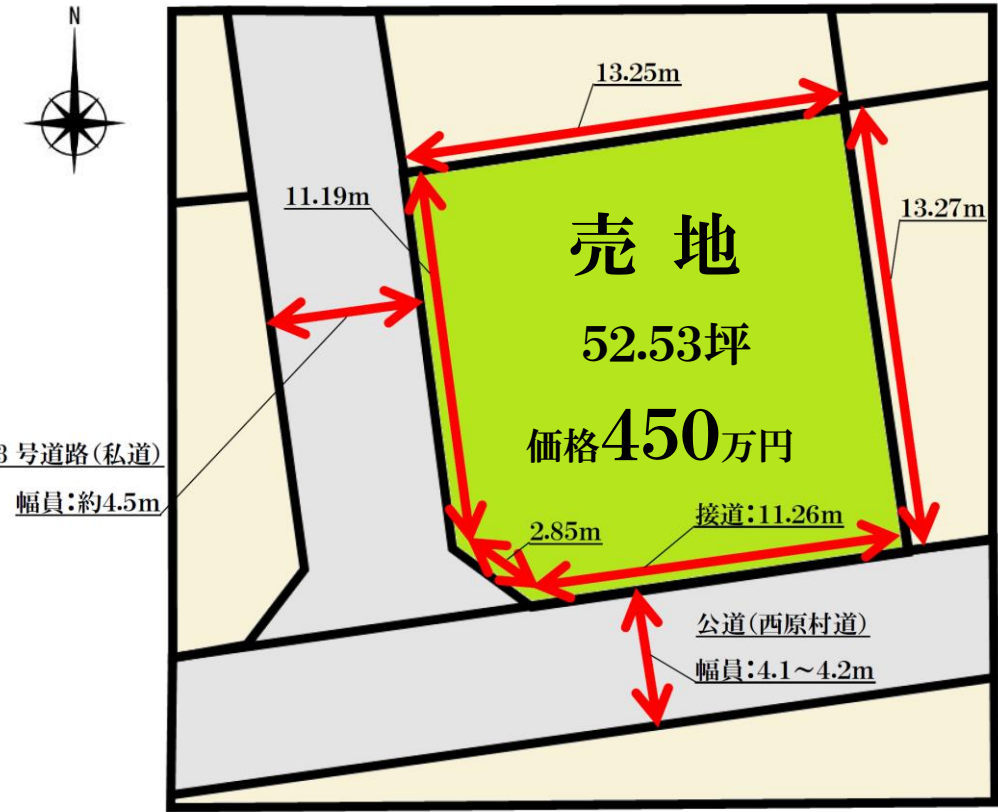 N
13.25m
11.19m
13.27m
売 地
52.53坪
価格450万円
3号道路(私道)
幅員:約4.5m
2.85m
接道:11.26m
公道(西原村道)
幅員:4.1～4.2m